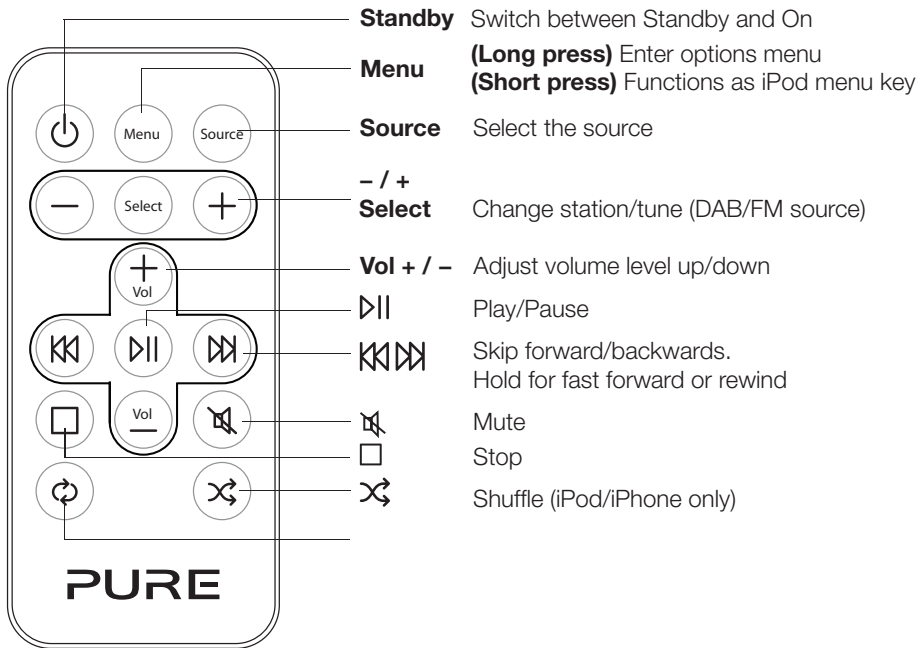 Standby Switch between Standby and On
Menu (Long press) Enter options menu
(Short press) Functions as iPod menu key
Source Select the source
– / +
Select Change station/tune (DAB/FM source)
Vol + / – Adjust volume level up/down
Play/Pause
Skip forward/backwards.
Hold for fast forward or rewind
Mute
Stop
Shuffle (iPod/iPhone only)
Menu
Source
Select
Vol
Vol
PURE